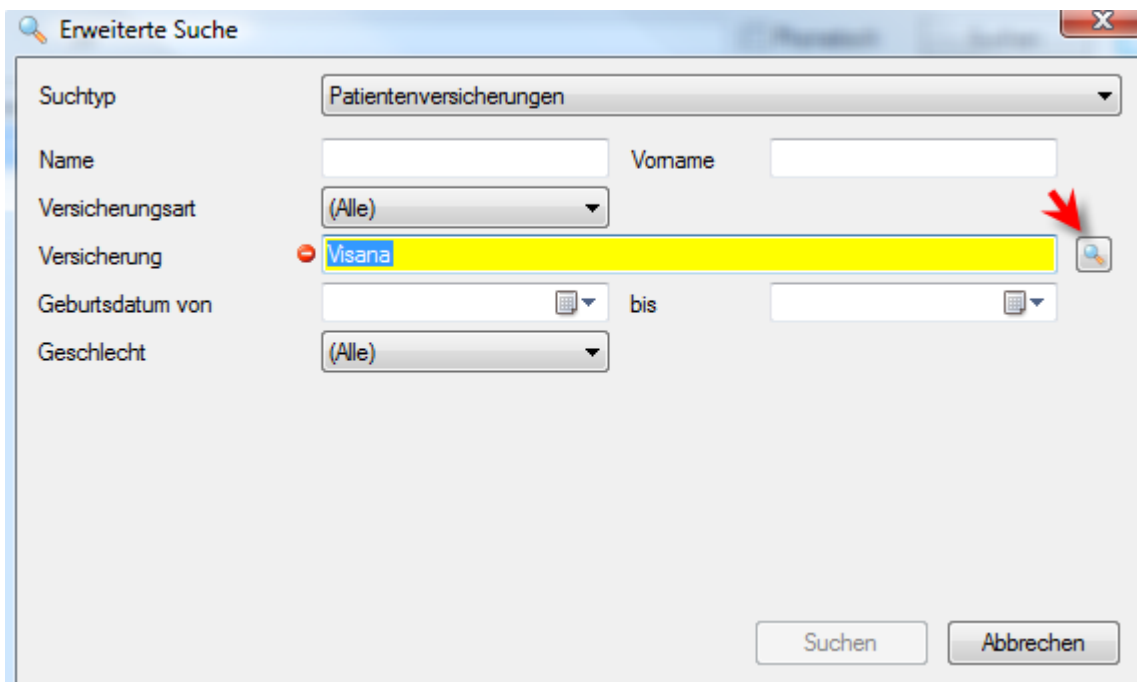 Erweiterte Suche
Suchtyp Patientenversicherungen
Name Vorname
Versicherungsart (Alle)
Versicherung Visana
Geburtsdatum von bis
Geschlecht (Alle)
Suchen Abbrechen